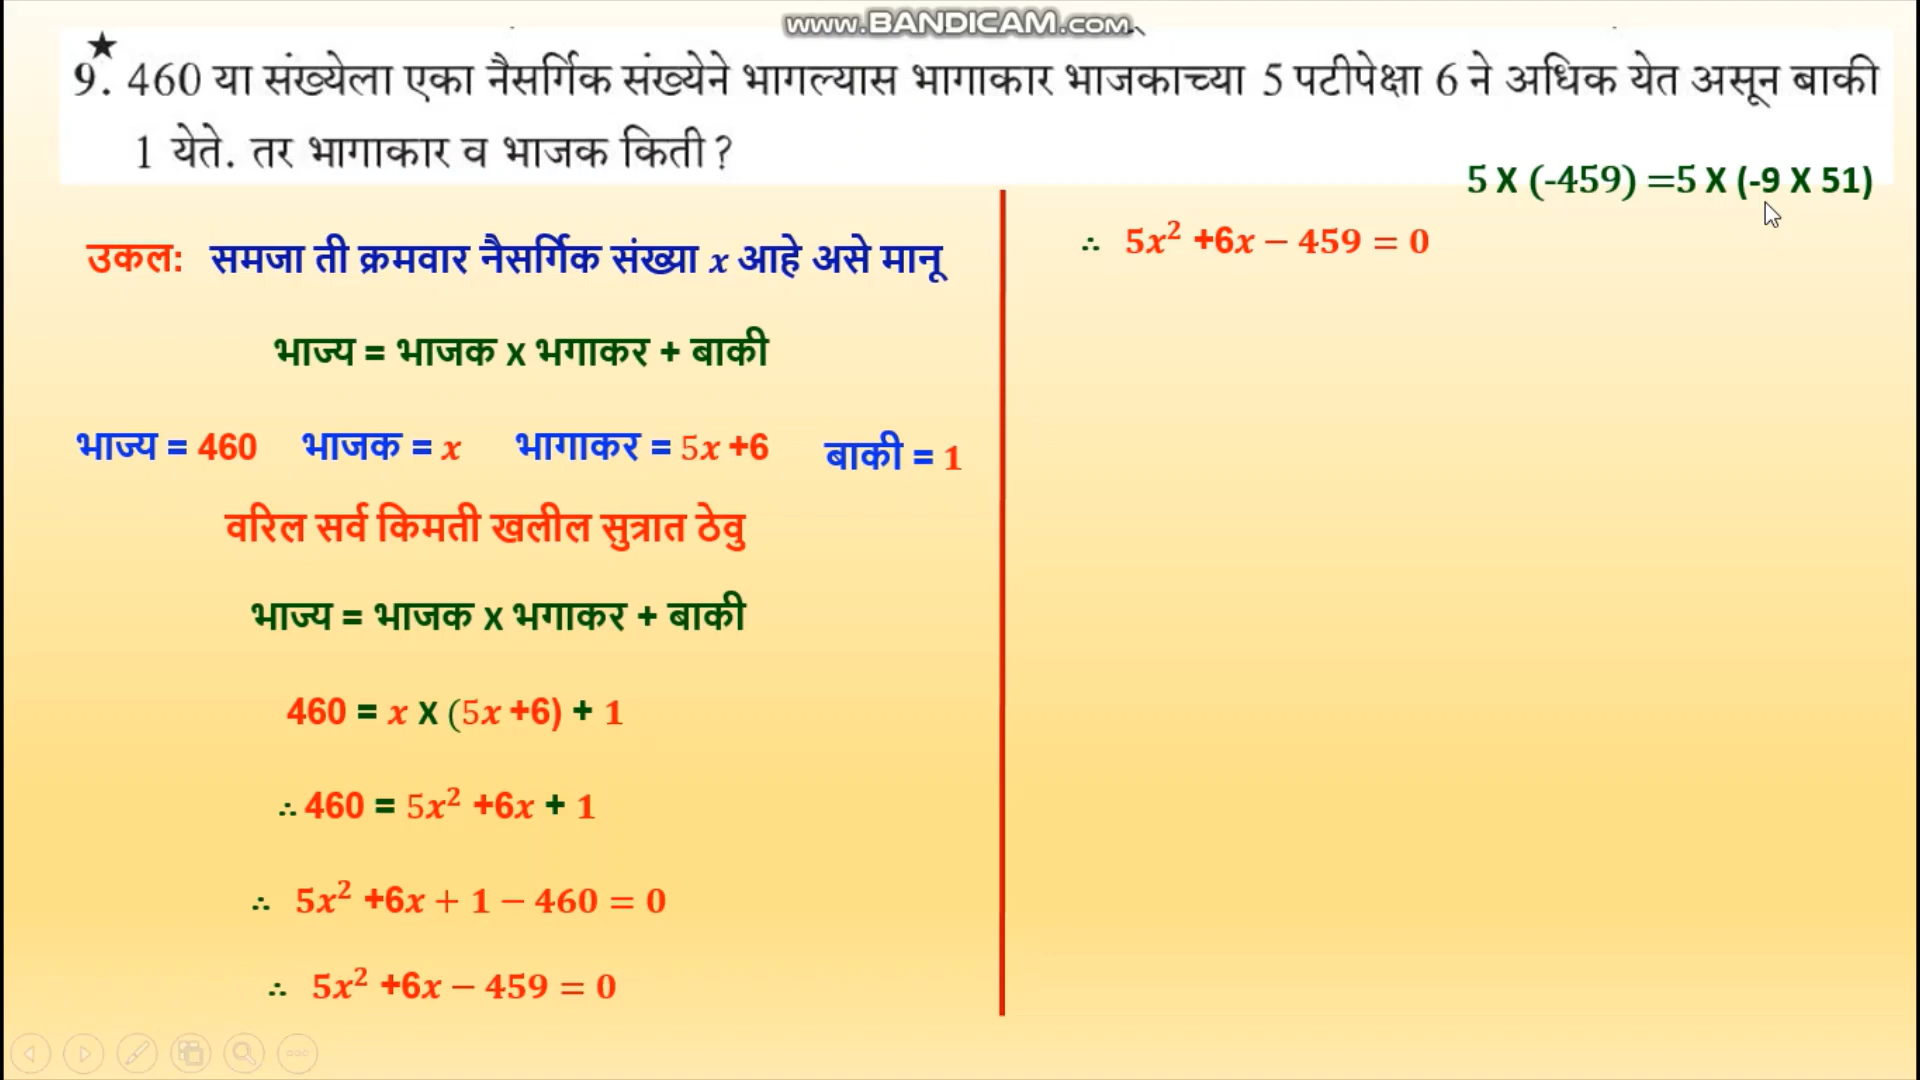 www.BANDICAM.com
★
9. 460 या संख्येला एका नैसर्गिक संख्येने भागल्यास भागाकार भाजकाच्या 5 पटीपेक्षा 6 ने अधिक येत असून बाकी
1 येते. तर भागाकार व भाजक किती ?
उकल: समजा ती क्रमवार नैसर्गिक संख्या x आहे असे मानू
भाज्य = भाजक x भगाकर + बाकी
भाज्य = 460 भाजक = x भागाकर = 5x +6 बाकी = 1
वरिल सर्व किमती खलील सुत्रात ठेवु
भाज्य = भाजक x भगाकर + बाकी
460 = x X (5x +6) + 1
∴ 460 = 5x² +6x + 1
∴ 5x² +6x + 1 − 460 = 0
∴ 5x² +6x − 459 = 0
5 X (-459) =5 X (-9 X 51)
∴ 5x² +6x − 459 = 0